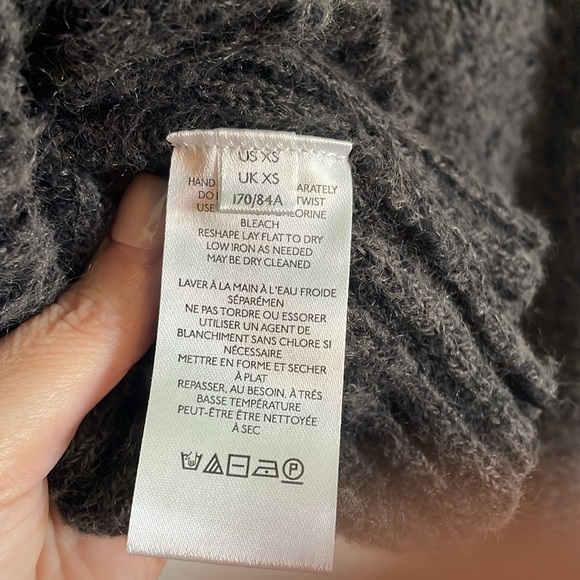 US XS
UK XS
170/84A
HAND ARATELY
DO TWIST
USE LORINE
BLEACH
RESHAPE LAY FLAT TO DRY
LOW IRON AS NEEDED
MAY BE DRY CLEANED
LAVER À LA MAIN À L'EAU FROIDE
SÉPARÉMEN
NE PAS TORDRE OU ESSORER
UTILISER UN AGENT DE
BLANCHIMENT SANS CHLORE SI
NÉCESSAIRE
METTRE EN FORME ET SECHER
À PLAT
REPASSER, AU BESOIN, À TRÉS
BASSE TEMPÉRATURE
PEUT-ÊTRE ÊTRE NETTOYÉE
À SEC
P